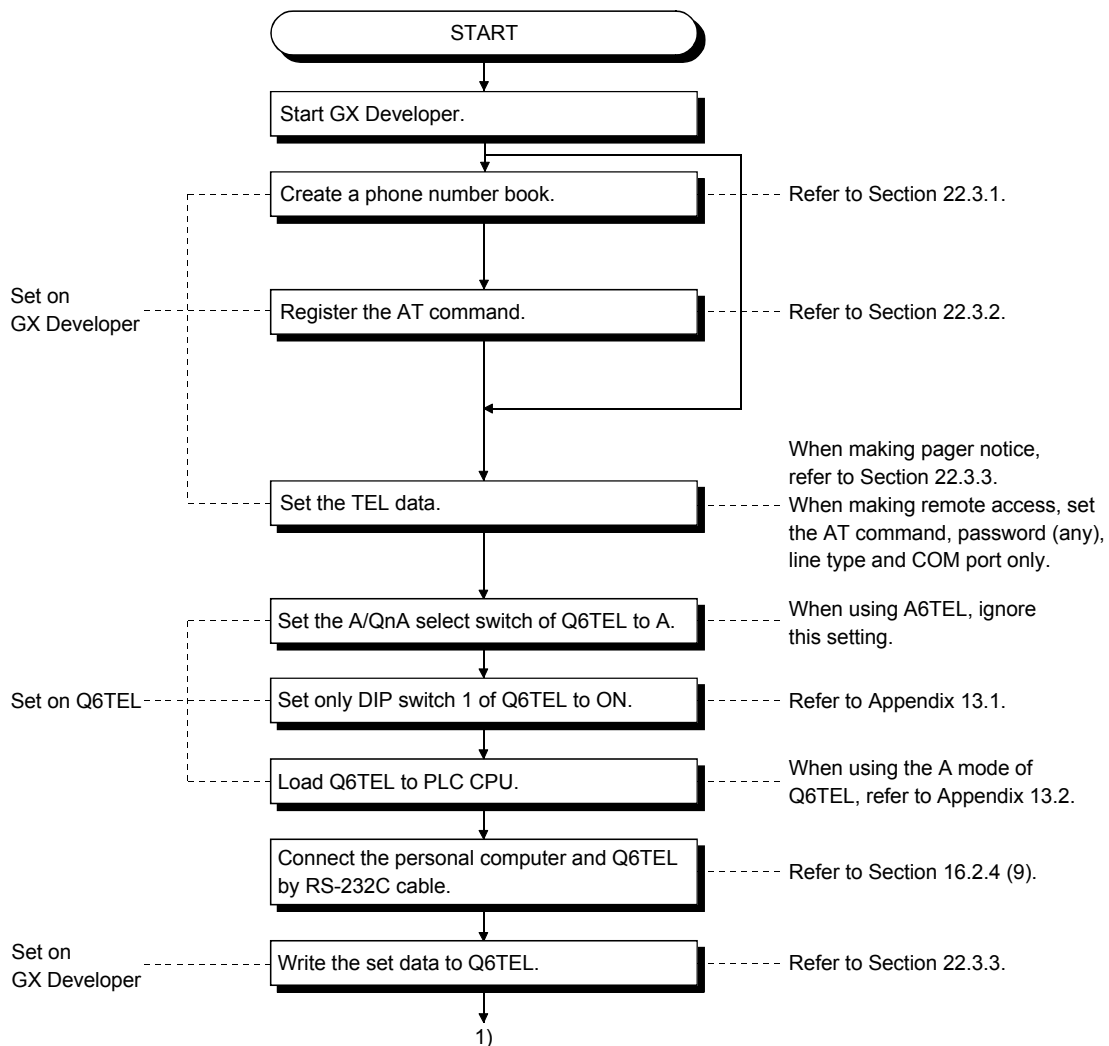 START
Start GX Developer.
Create a phone number book.
Refer to Section 22.3.1.
Set on
GX Developer
Register the AT command.
Refer to Section 22.3.2.
Set the TEL data.
When making pager notice,
refer to Section 22.3.3.
When making remote access, set
the AT command, password (any),
line type and COM port only.
Set the A/QnA select switch of Q6TEL to A.
When using A6TEL, ignore
this setting.
Set on Q6TEL
Set only DIP switch 1 of Q6TEL to ON.
Refer to Appendix 13.1.
Load Q6TEL to PLC CPU.
When using the A mode of
Q6TEL, refer to Appendix 13.2.
Connect the personal computer and Q6TEL
by RS-232C cable.
Refer to Section 16.2.4 (9).
Set on
GX Developer
Write the set data to Q6TEL.
Refer to Section 22.3.3.
1)